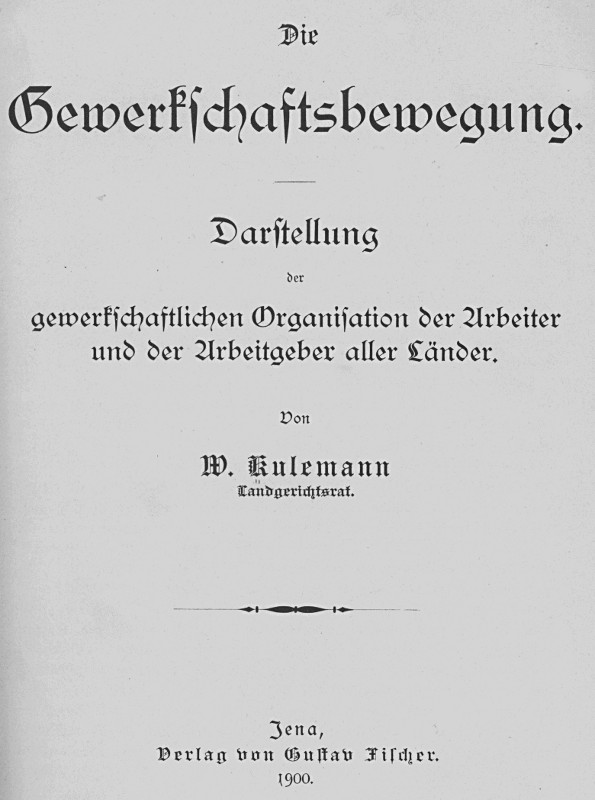 Die
Gewerkſchaftsbewegung.
Darſtellung
der
gewerkſchaftlichen Organiſation der Arbeiter
und der Arbeitgeber aller Länder.
Von
W. Kulemann
Landgerichtsrat.
Jena,
Verlag von Guſtav Fiſcher.
1900.